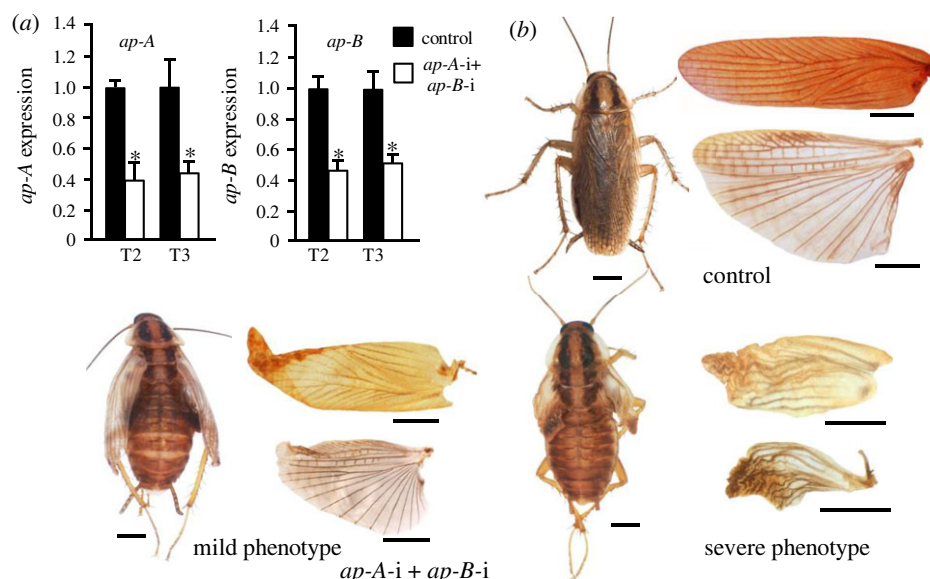 (a)
1.4
1.2
1.0
0.8
0.6
0.4
0.2
0
ap-A expression
ap-A
*
*
T2
T3
1.4
1.2
1.0
0.8
0.6
0.4
0.2
0
ap-B expression
ap-B
*
*
T2
T3
control
ap-A-i+
ap-B-i
(b)
control
mild phenotype
severe phenotype
ap-A-i + ap-B-i